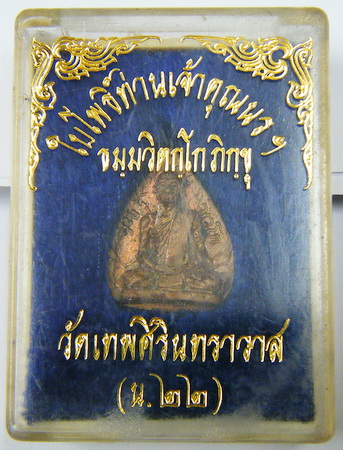 ใบโพธิ์ท่านเจ้าคุณนรฯ
ธมฺมวิตกฺโก ภิกฺขุ
วัดเทพศิรินทราวาส
(น.๒๒)